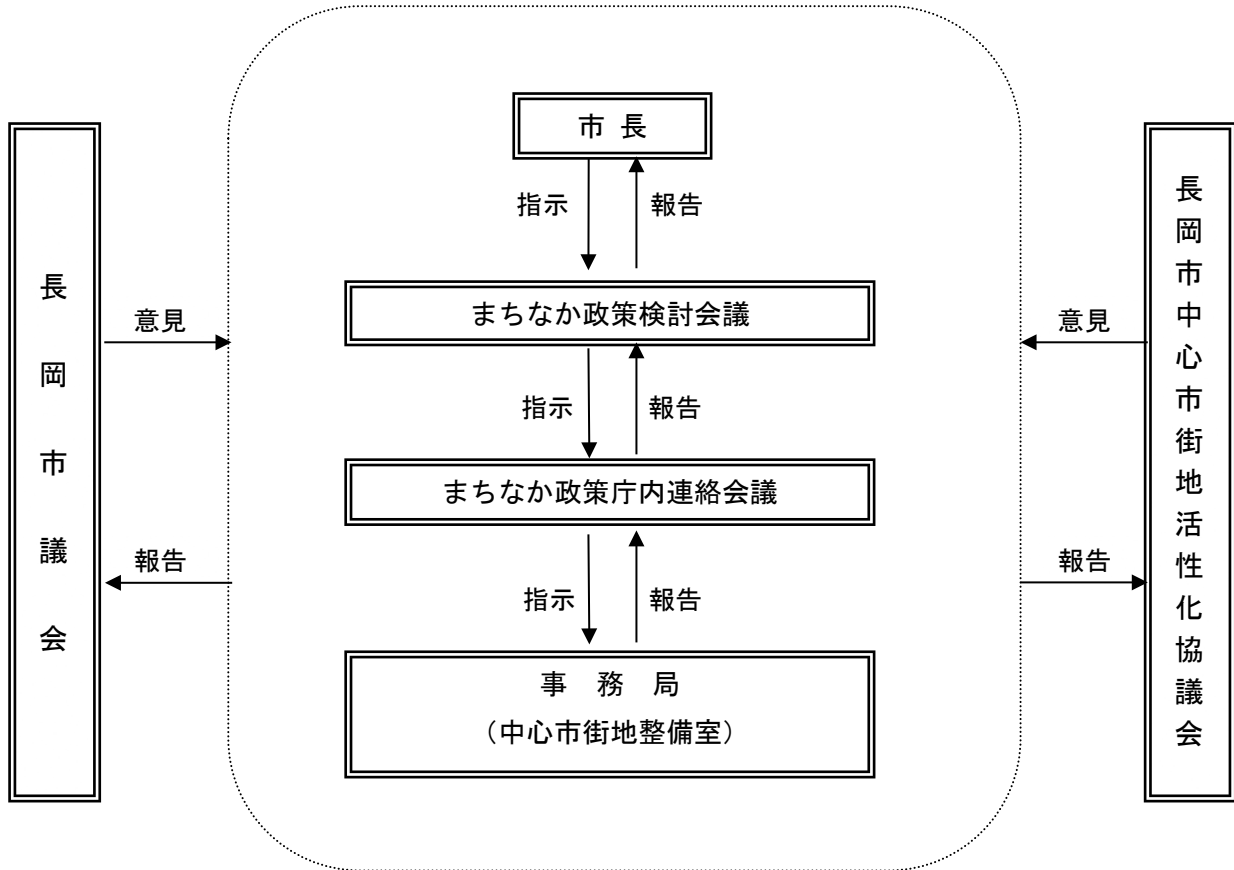 市 長
指示
報告
長岡市議会
意見
まちなか政策検討会議
意見
長岡市中心市街地活性化協議会
指示
報告
まちなか政策庁内連絡会議
報告
指示
報告
報告
事 務 局
（中心市街地整備室）